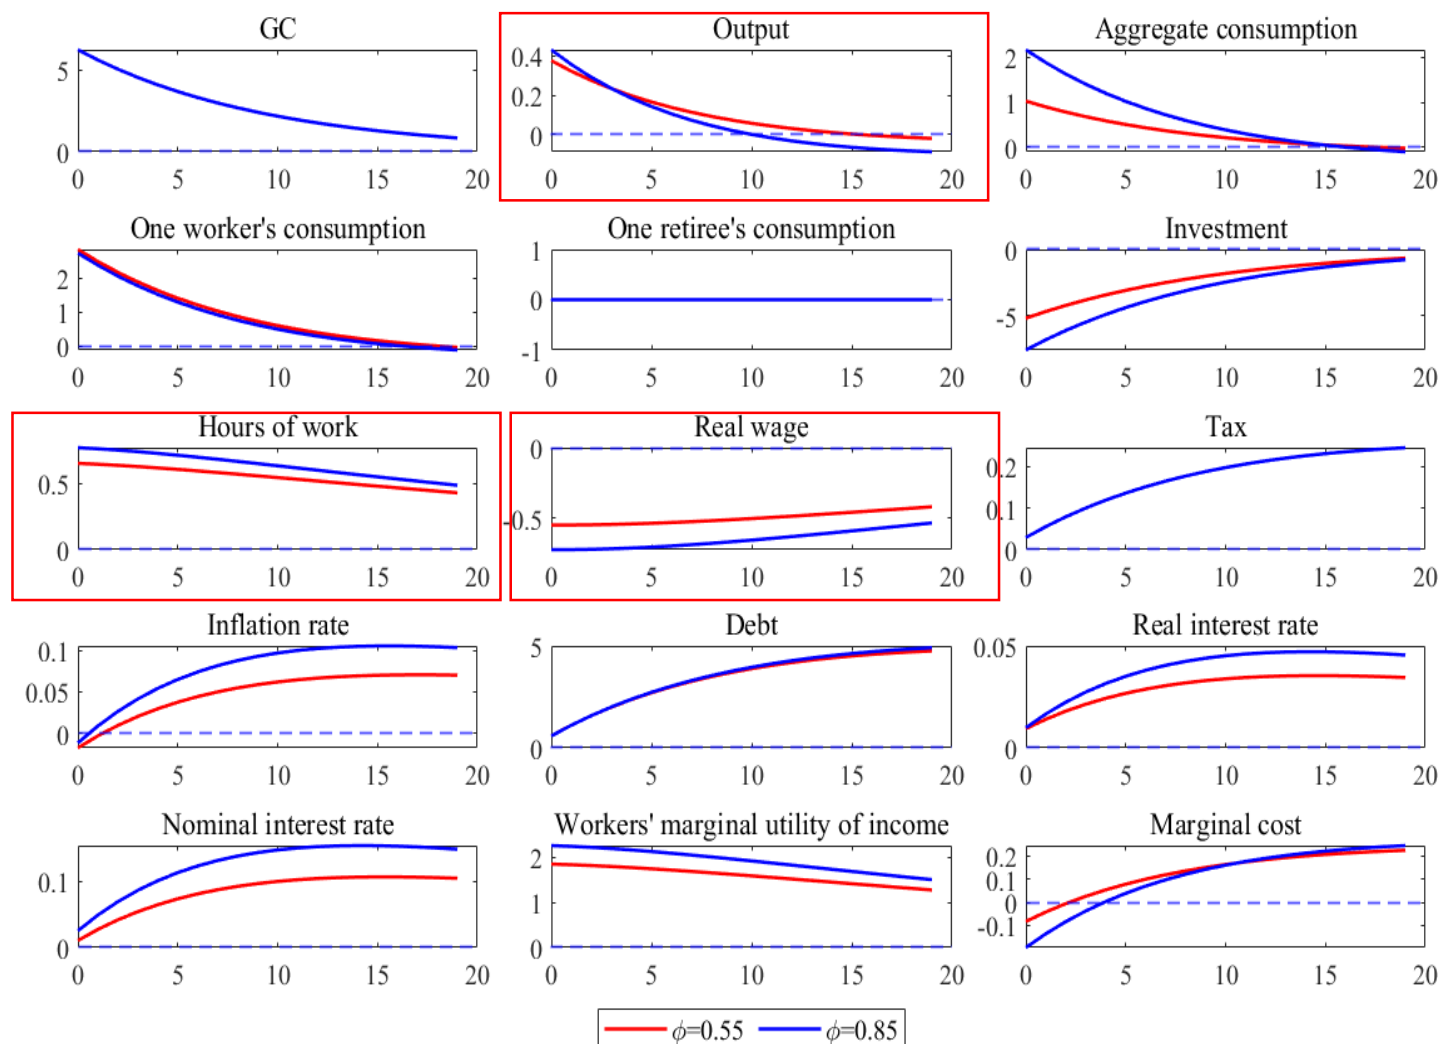 GC
Output
Aggregate consumption
5
0
0 5 10 15 20
0.4
0.2
0
0 5 10 15 20
2
1
0
0 5 10 15 20
One worker's consumption
One retiree's consumption
Investment
2
1
0
0 5 10 15 20
1
0
-1
0 5 10 15 20
0
-5
0 5 10 15 20
Hours of work
Real wage
Tax
0.5
0
0 5 10 15 20
0
-0.5
0 5 10 15 20
0.2
0.1
0
0 5 10 15 20
Inflation rate
Debt
Real interest rate
0.1
0.05
0
0 5 10 15 20
5
0
0 5 10 15 20
0.05
0
0 5 10 15 20
Nominal interest rate
Workers' marginal utility of income
Marginal cost
0.1
0
0 5 10 15 20
2
1
0
0 5 10 15 20
0.2
0.1
0
-0.1
0 5 10 15 20
ϕ=0.55 ϕ=0.85